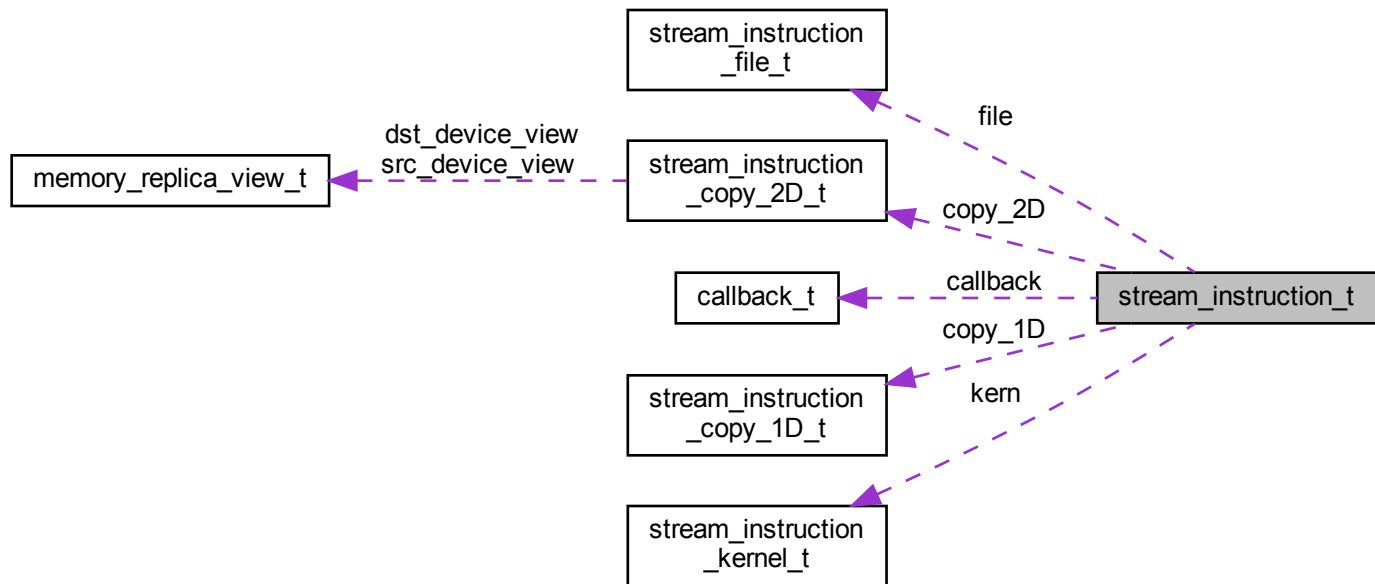 stream_instruction
_file_t
file
dst_device_view
src_device_view
memory_replica_view_t
stream_instruction
_copy_2D_t
copy_2D
callback_t
callback
stream_instruction_t
copy_1D
stream_instruction
_copy_1D_t
kern
stream_instruction
_kernel_t